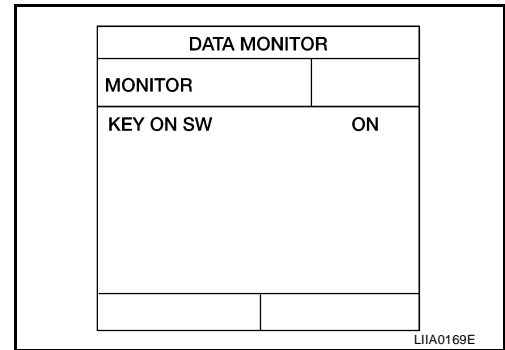 DATA MONITOR
MONITOR
KEY ON SW ON
LIIA0169E